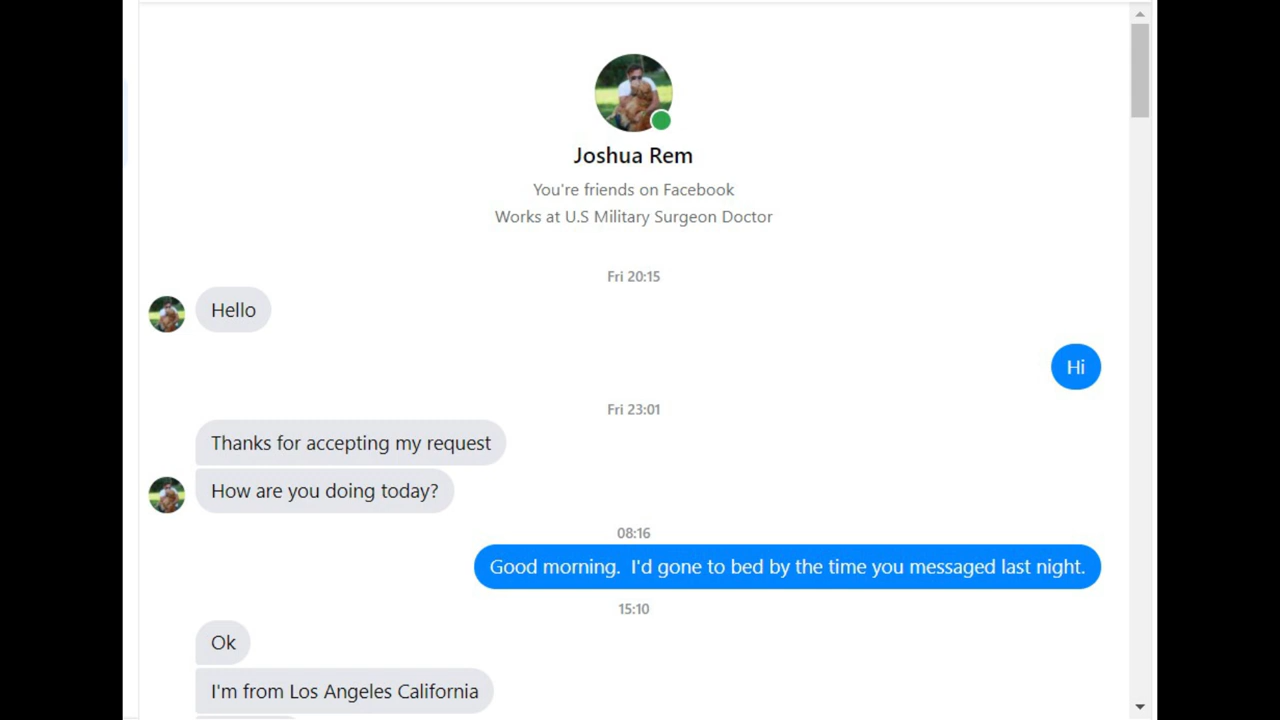 Joshua Rem
You're friends on Facebook
Works at U.S Military Surgeon Doctor
Fri 20:15
Hello
Hi
Fri 23:01
Thanks for accepting my request
How are you doing today?
08:16
Good morning.  I'd gone to bed by the time you messaged last night.
15:10
Ok
I'm from Los Angeles California